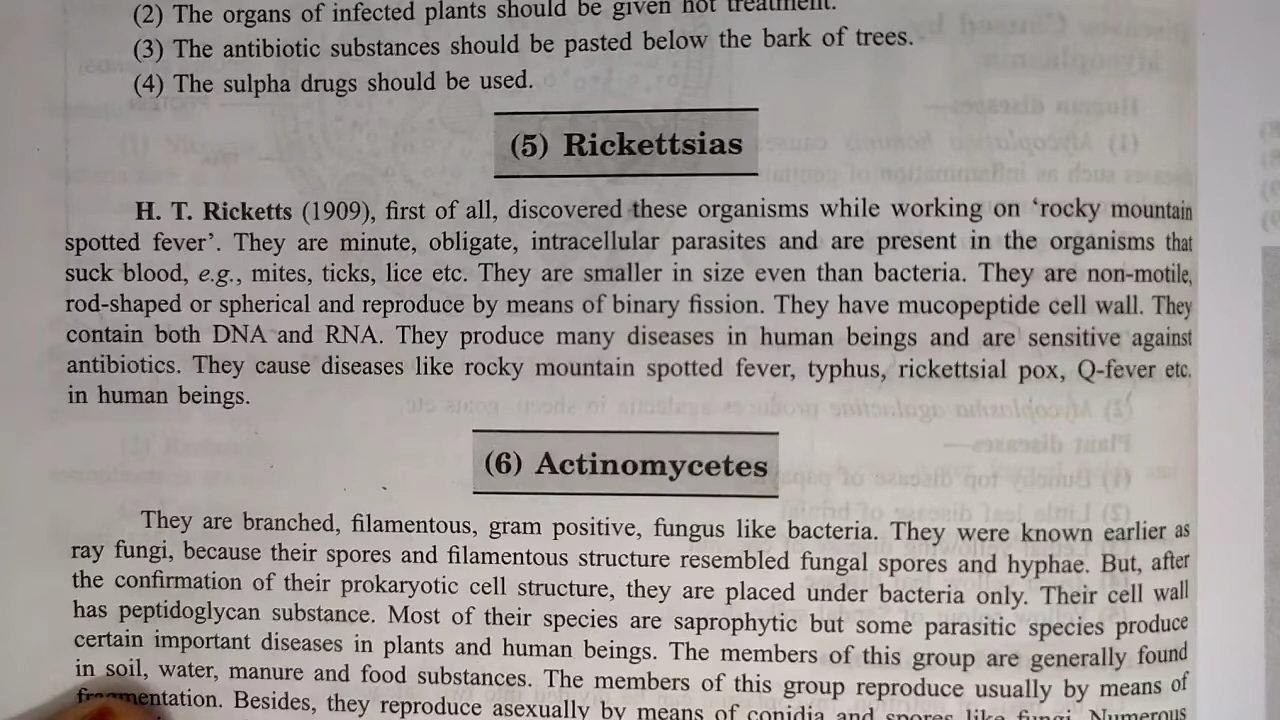 (2) The organs of infected plants should be given hot treatment.
(3) The antibiotic substances should be pasted below the bark of trees.
(4) The sulpha drugs should be used.
(5) Rickettsias
H. T. Ricketts (1909), first of all, discovered these organisms while working on ‘rocky mountain
spotted fever’. They are minute, obligate, intracellular parasites and are present in the organisms that
suck blood, e.g., mites, ticks, lice etc. They are smaller in size even than bacteria. They are non-motile,
rod-shaped or spherical and reproduce by means of binary fission. They have mucopeptide cell wall. They
contain both DNA and RNA. They produce many diseases in human beings and are sensitive against
antibiotics. They cause diseases like rocky mountain spotted fever, typhus, rickettsial pox, Q-fever etc.
in human beings.
(6) Actinomycetes
They are branched, filamentous, gram positive, fungus like bacteria. They were known earlier as
ray fungi, because their spores and filamentous structure resembled fungal spores and hyphae. But, after
the confirmation of their prokaryotic cell structure, they are placed under bacteria only. Their cell wall
has peptidoglycan substance. Most of their species are saprophytic but some parasitic species produce
certain important diseases in plants and human beings. The members of this group are generally found
in soil, water, manure and food substances. The members of this group reproduce usually by means of
fragmentation. Besides, they reproduce asexually by means of conidia and spores like fungi. Numerous